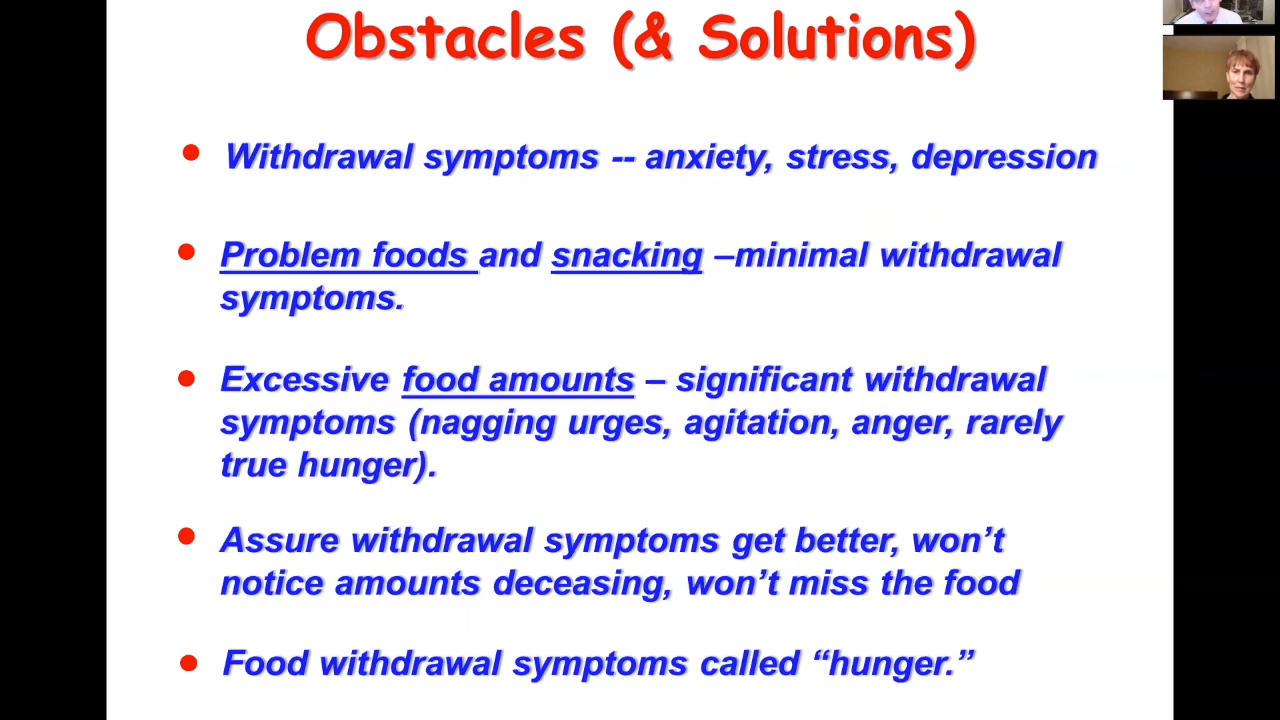 Obstacles (& Solutions)
• Withdrawal symptoms -- anxiety, stress, depression
• Problem foods and snacking –minimal withdrawal
symptoms.
• Excessive food amounts – significant withdrawal
symptoms (nagging urges, agitation, anger, rarely
true hunger).
• Assure withdrawal symptoms get better, won’t
notice amounts deceasing, won’t miss the food
• Food withdrawal symptoms called “hunger.”